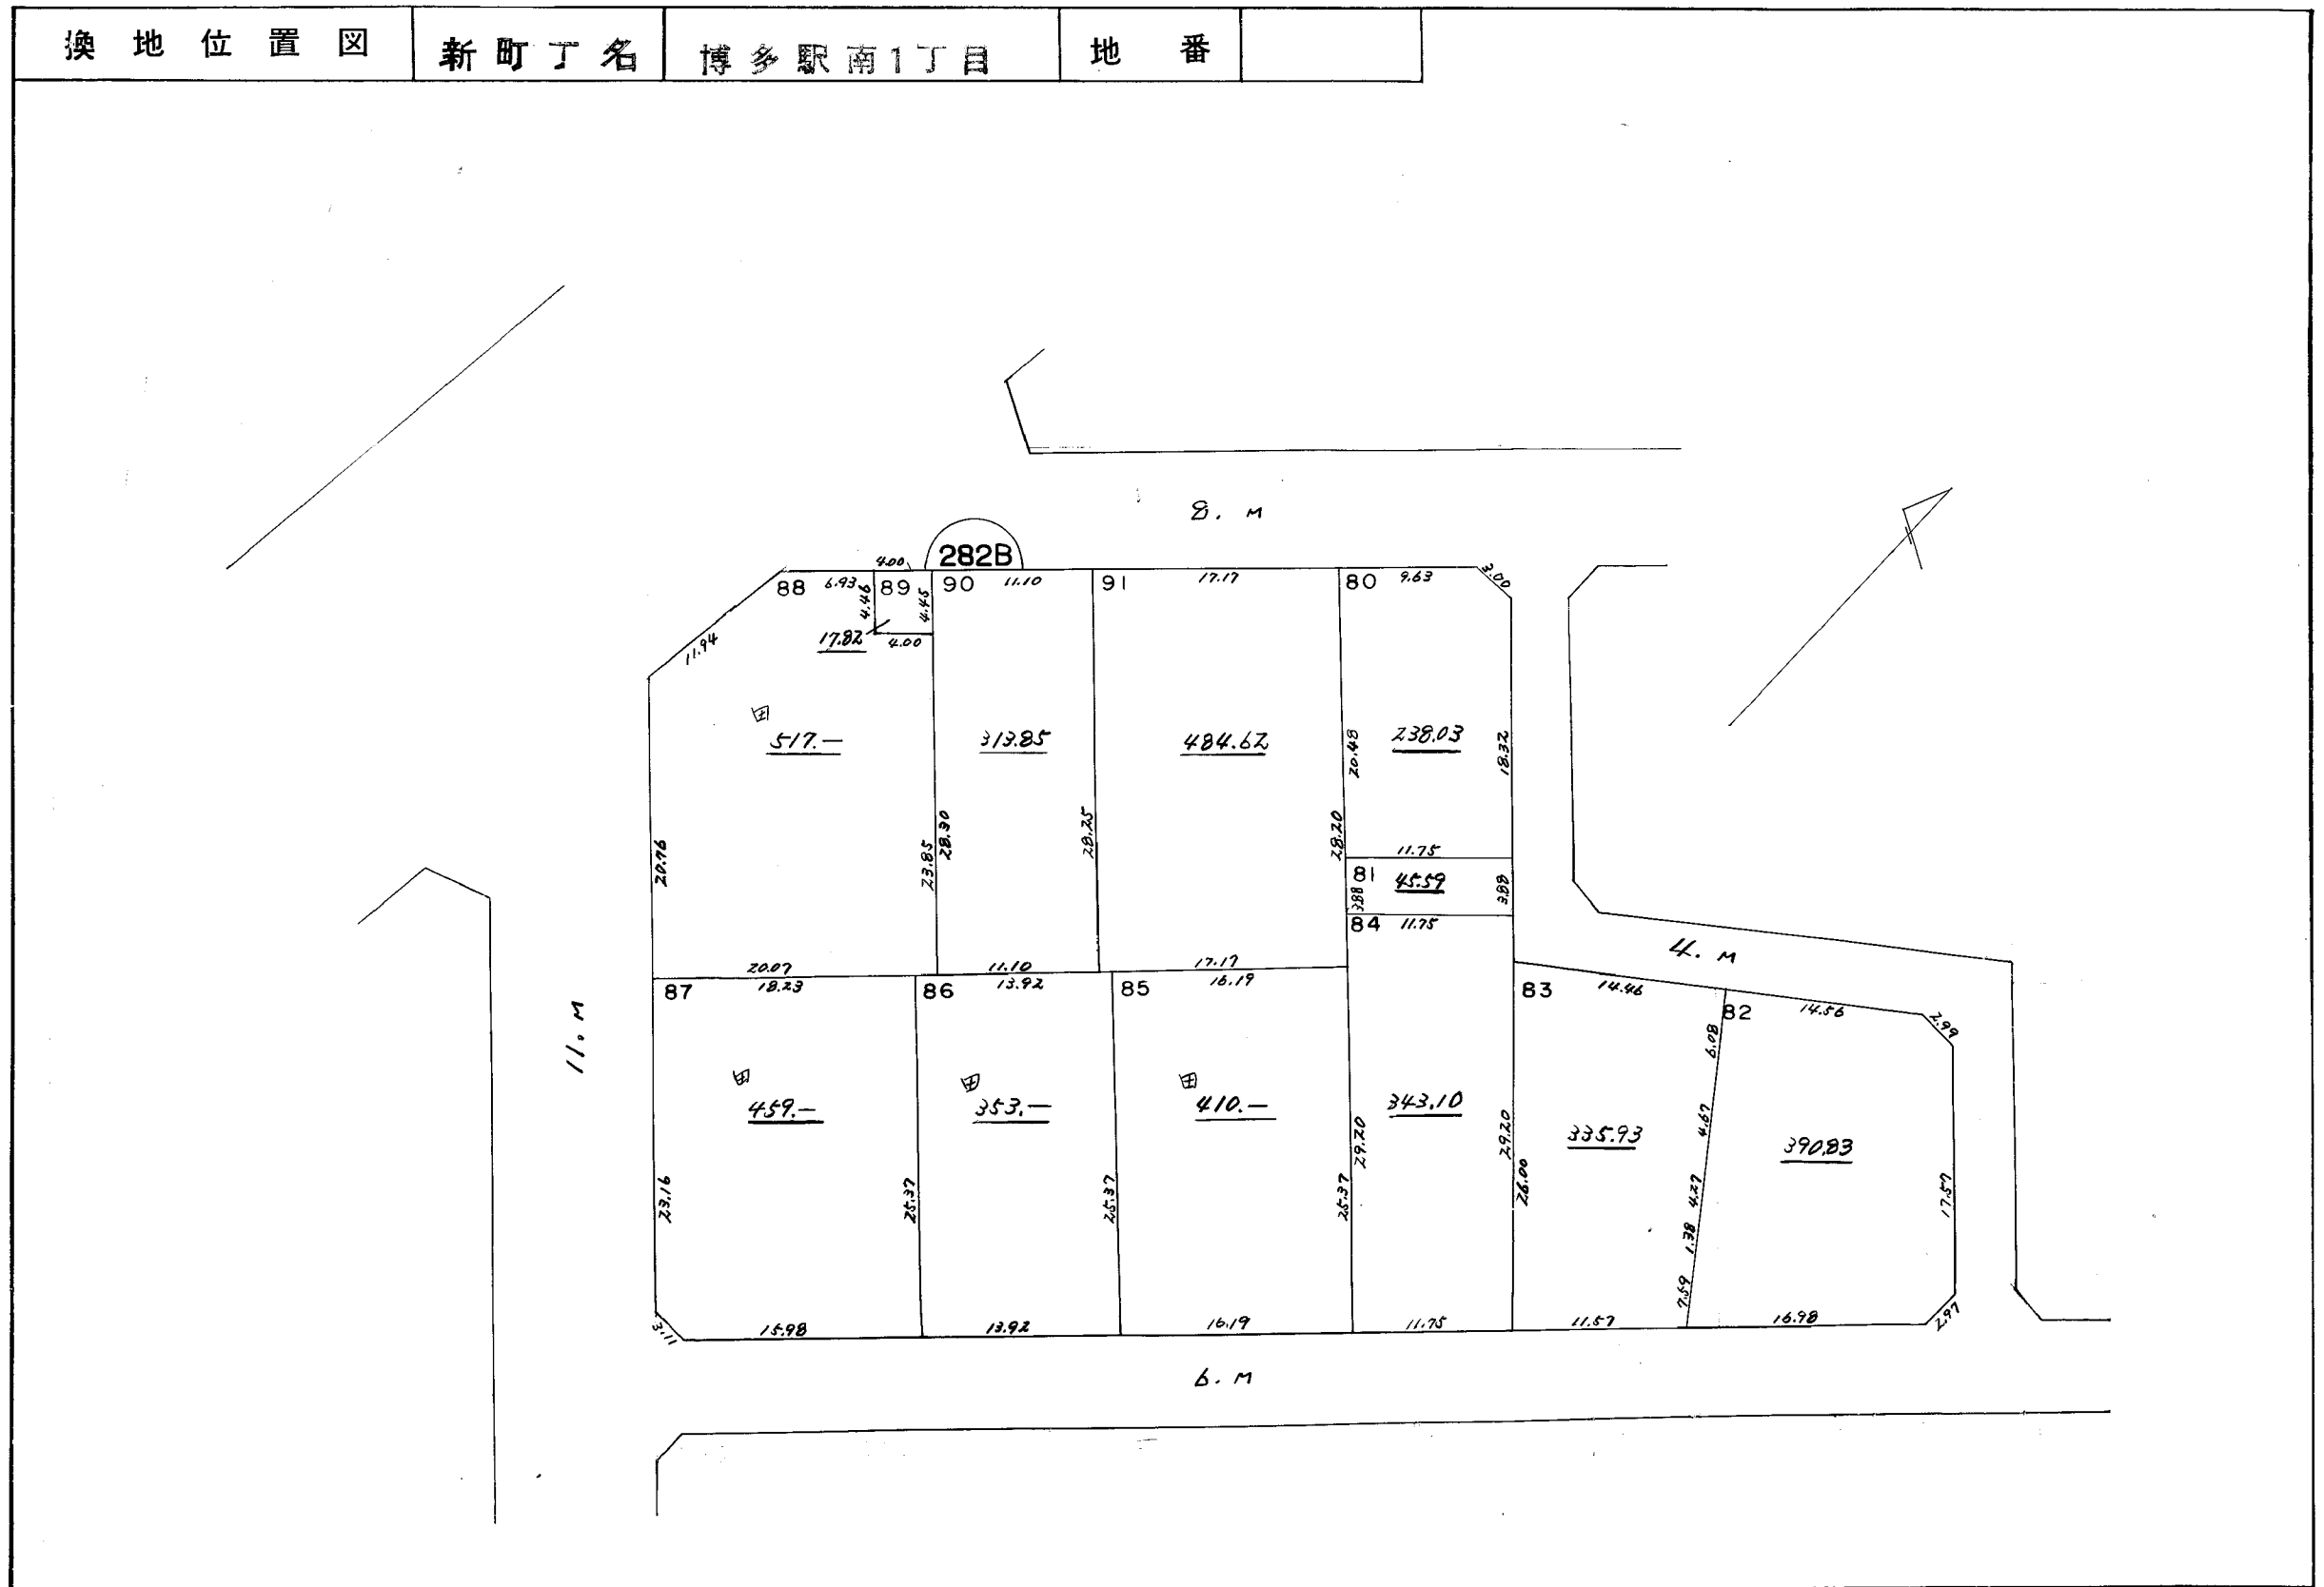 換地位置図 新町丁名 博多駅南1丁目 地番
8. M
282B
4.00
88 6.93 89 90 11.10 91 17.17 80 9.63 3.00
4.46 4.45
17.82 4.00
11.94
田
517.— 313.85 484.62 238.03
20.48 18.32
20.76 23.85 28.30 28.25 28.20
11.75
81 45.59
3.88 3.88
84 11.75
4. M
20.07 11.10 17.17
87 18.23 86 13.92 85 16.19 83 14.46 82 14.56 2.99
11. M
6.08
田 田 田
459.— 353.— 410.— 343.10 335.93 390.83
4.67
29.20 29.20
23.16 25.37 25.37 25.37 26.00 4.27 17.57
1.38
7.59
3.11 15.98 13.92 16.19 11.75 11.57 16.98 2.97
6. M